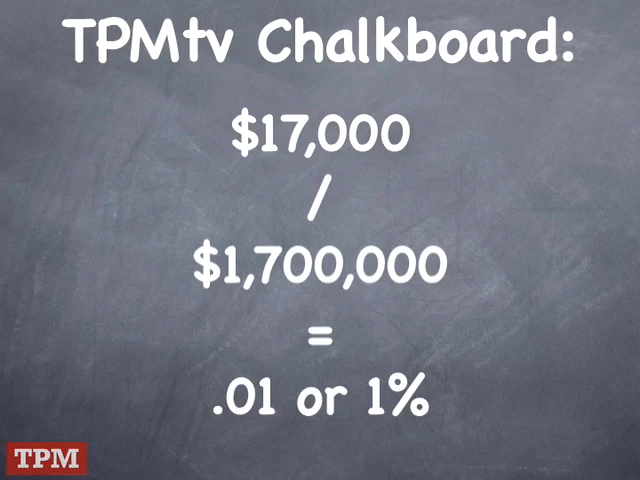 TPMtv Chalkboard:
$17,000
/
$1,700,000
=
.01 or 1%
TPM